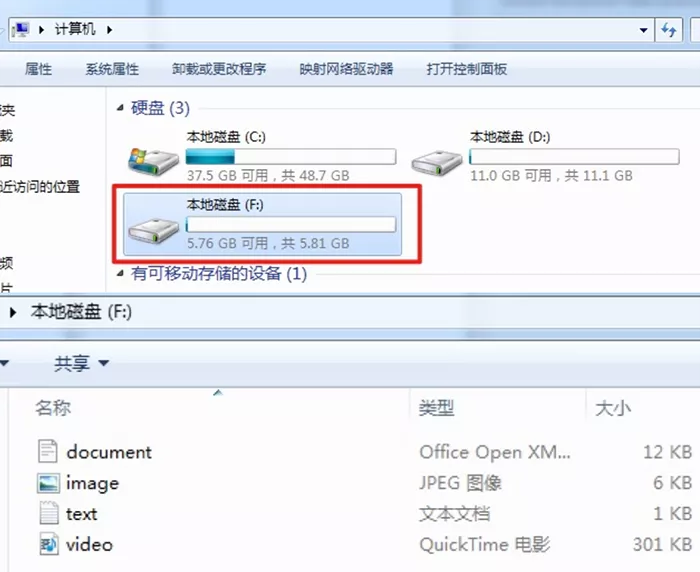 计算机
属性 系统属性 卸载或更改程序 映射网络驱动器 打开控制面板
夹
载
面
近访问的位置
频
片
硬盘 (3)
本地磁盘 (C:)
37.5 GB 可用，共 48.7 GB
本地磁盘 (D:)
11.0 GB 可用，共 11.1 GB
本地磁盘 (F:)
5.76 GB 可用，共 5.81 GB
有可移动存储的设备 (1)
本地磁盘 (F:)
共享
名称 类型 大小
document Office Open XM... 12 KB
image JPEG 图像 6 KB
text 文本文档 1 KB
video QuickTime 电影 301 KB